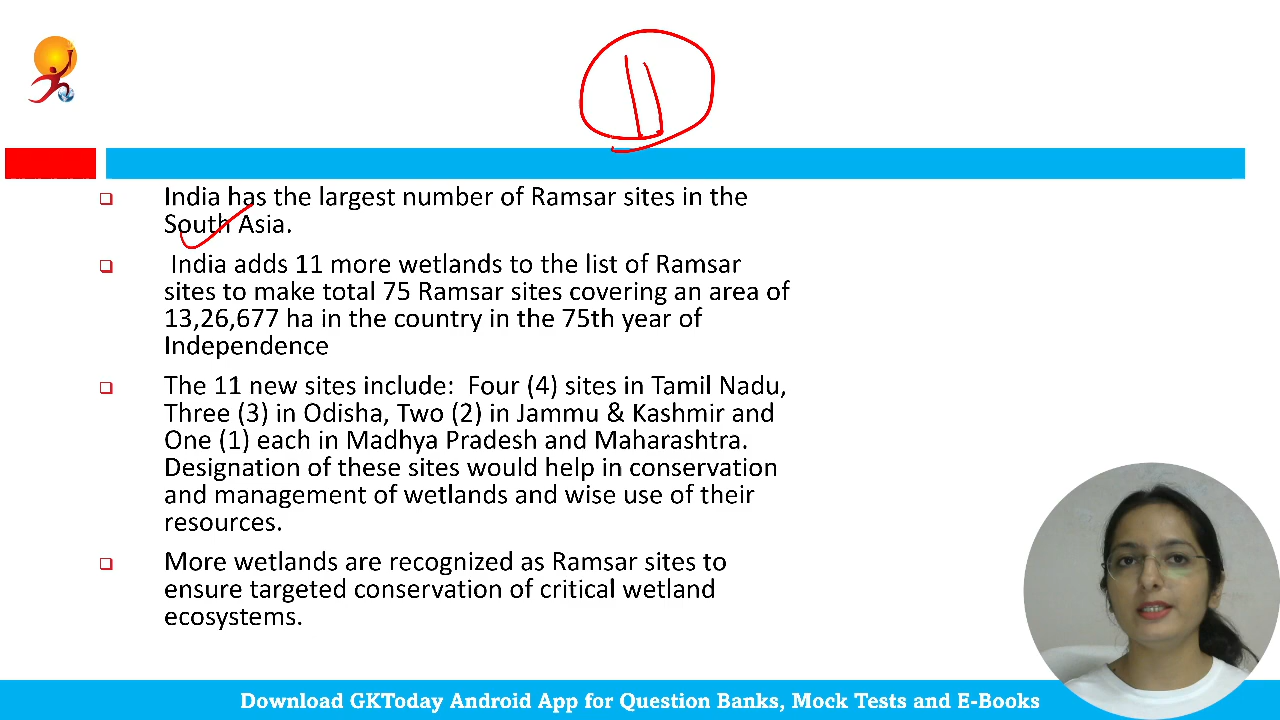 11
India has the largest number of Ramsar sites in the
South Asia.
India adds 11 more wetlands to the list of Ramsar
sites to make total 75 Ramsar sites covering an area of
13,26,677 ha in the country in the 75th year of
Independence
The 11 new sites include: Four (4) sites in Tamil Nadu,
Three (3) in Odisha, Two (2) in Jammu & Kashmir and
One (1) each in Madhya Pradesh and Maharashtra.
Designation of these sites would help in conservation
and management of wetlands and wise use of their
resources.
More wetlands are recognized as Ramsar sites to
ensure targeted conservation of critical wetland
ecosystems.
Download GKToday Android App for Question Banks, Mock Tests and E-Books